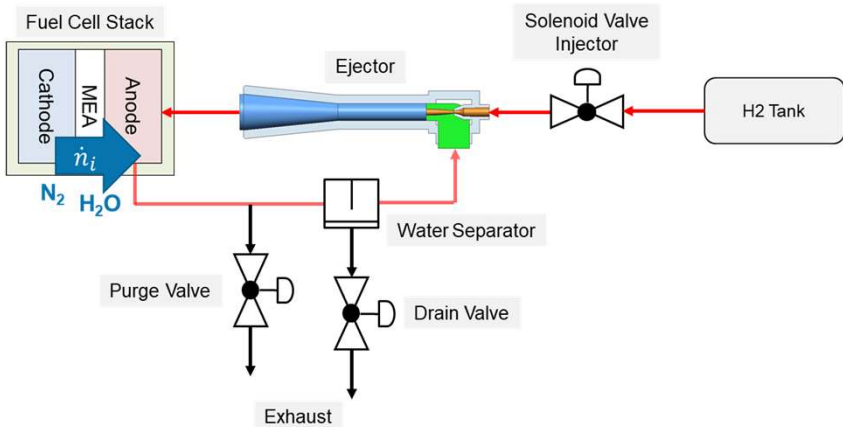 Fuel Cell Stack
Solenoid Valve
Injector
Ejector
Cathode
MEA
Anode
H2 Tank
ṅᵢ
N₂
H₂O
Water Separator
Purge Valve
Drain Valve
Exhaust